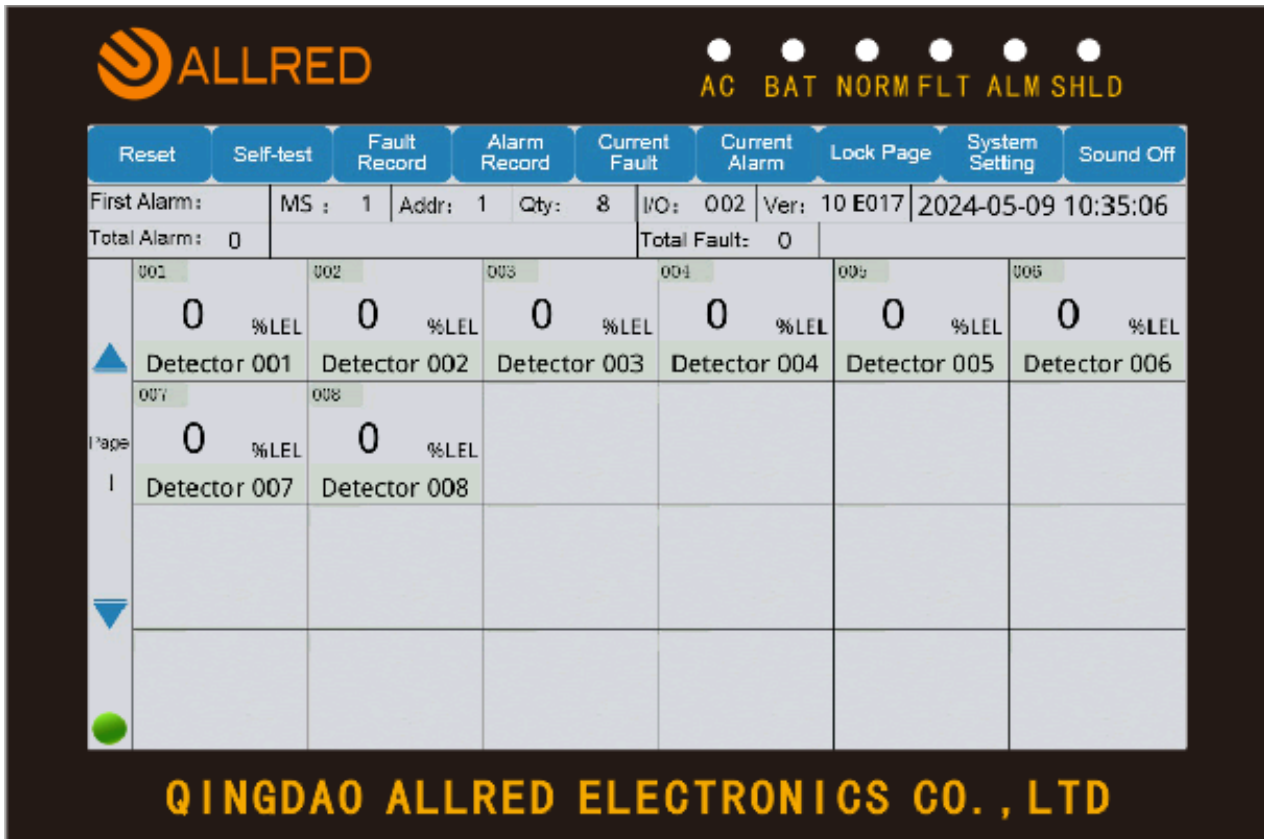 ALLRED
AC BAT NORM FLT ALM SHLD
Reset Self-test Fault Record Alarm Record Current Fault Current Alarm Lock Page System Setting Sound Off
First Alarm: MS : 1 Addr: 1 Qty: 8 I/O: 002 Ver: 10 E017 2024-05-09 10:35:06
Total Alarm: 0 Total Fault: 0
001 002 003 004 005 006
0 %LEL 0 %LEL 0 %LEL 0 %LEL 0 %LEL 0 %LEL
Detector 001 Detector 002 Detector 003 Detector 004 Detector 005 Detector 006
007 008
Page 0 %LEL 0 %LEL
1 Detector 007 Detector 008
QINGDAO ALLRED ELECTRONICS CO.,LTD